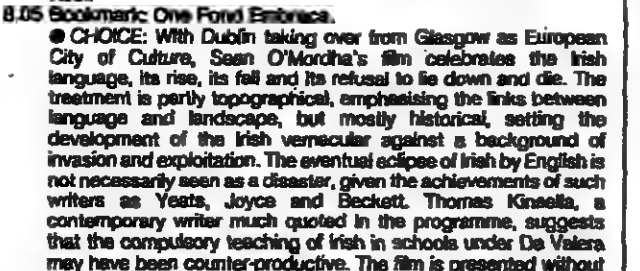 8.05 Bookmark: One Fond Embrace.
● CHOICE: With Dublin taking over from Glasgow as European
City of Culture, Sean O'Mordha's film celebrates the Irish
language, its rise, its fall and its refusal to lie down and die. The
treatment is partly topographical, emphasising the links between
language and landscape, but mostly historical, setting the
development of the Irish vernacular against a background of
invasion and exploitation. The eventual eclipse of Irish by English is
not necessarily seen as a disaster, given the achievements of such
writers as Yeats, Joyce and Beckett. Thomas Kinsella, a
contemporary writer much quoted in the programme, suggests
that the compulsory teaching of Irish in schools under De Valera
may have been counter-productive. The film is presented without